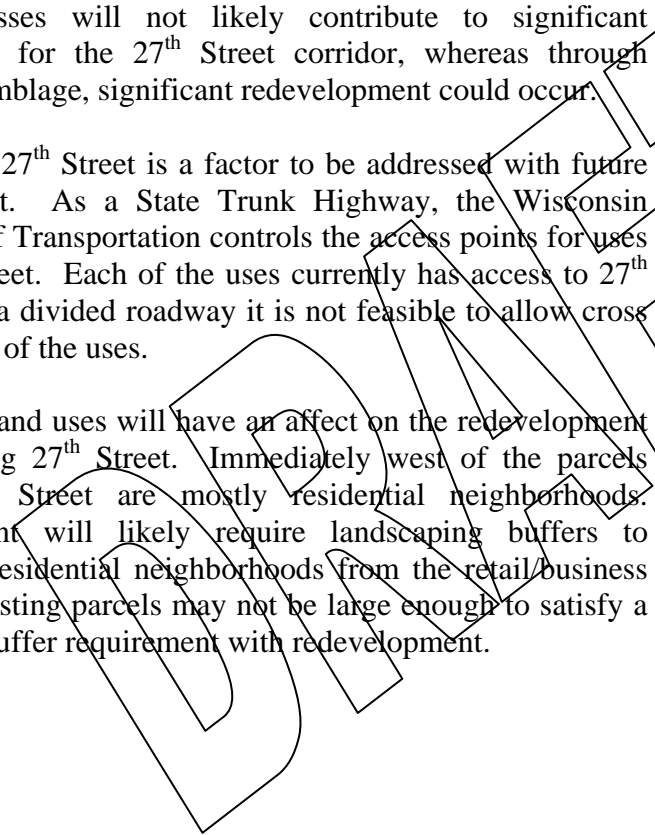 sses will not likely contribute to significant
for the 27th Street corridor, whereas through
mblage, significant redevelopment could occur.
27th Street is a factor to be addressed with future
t. As a State Trunk Highway, the Wisconsin
f Transportation controls the access points for uses
eet. Each of the uses currently has access to 27th
a divided roadway it is not feasible to allow cross
of the uses.
and uses will have an affect on the redevelopment
g 27th Street. Immediately west of the parcels
Street are mostly residential neighborhoods.
nt will likely require landscaping buffers to
esidential neighborhoods from the retail/business
sting parcels may not be large enough to satisfy a
uffer requirement with redevelopment.
DRAFT